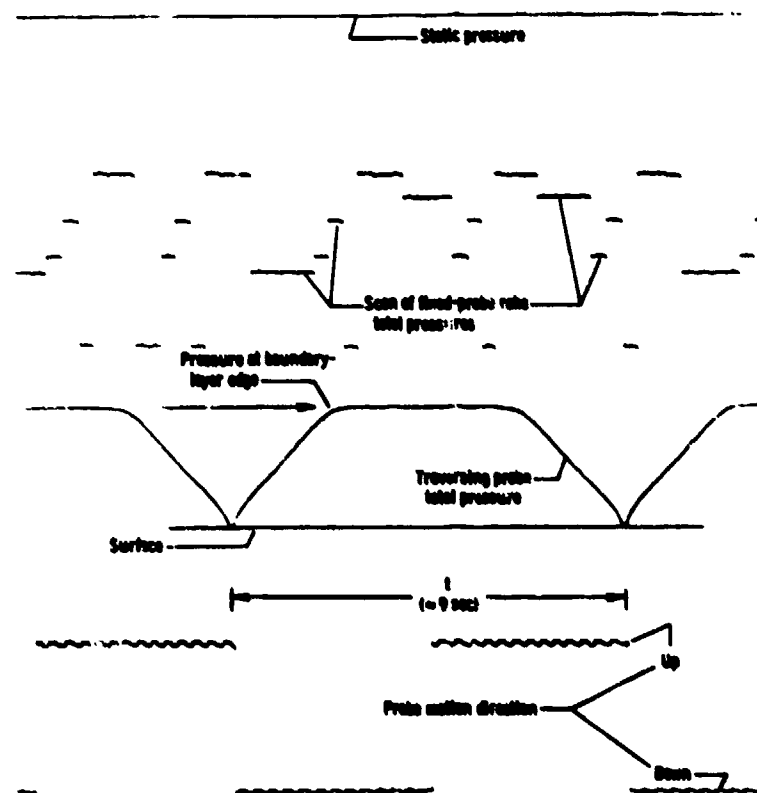 Static pressure
Scan of fixed-probe rake
total pressures
Pressure at boundary-
layer edge
Traversing probe
total pressure
Surface
t
(≈ 9 sec)
Up
Probe motion direction
Down